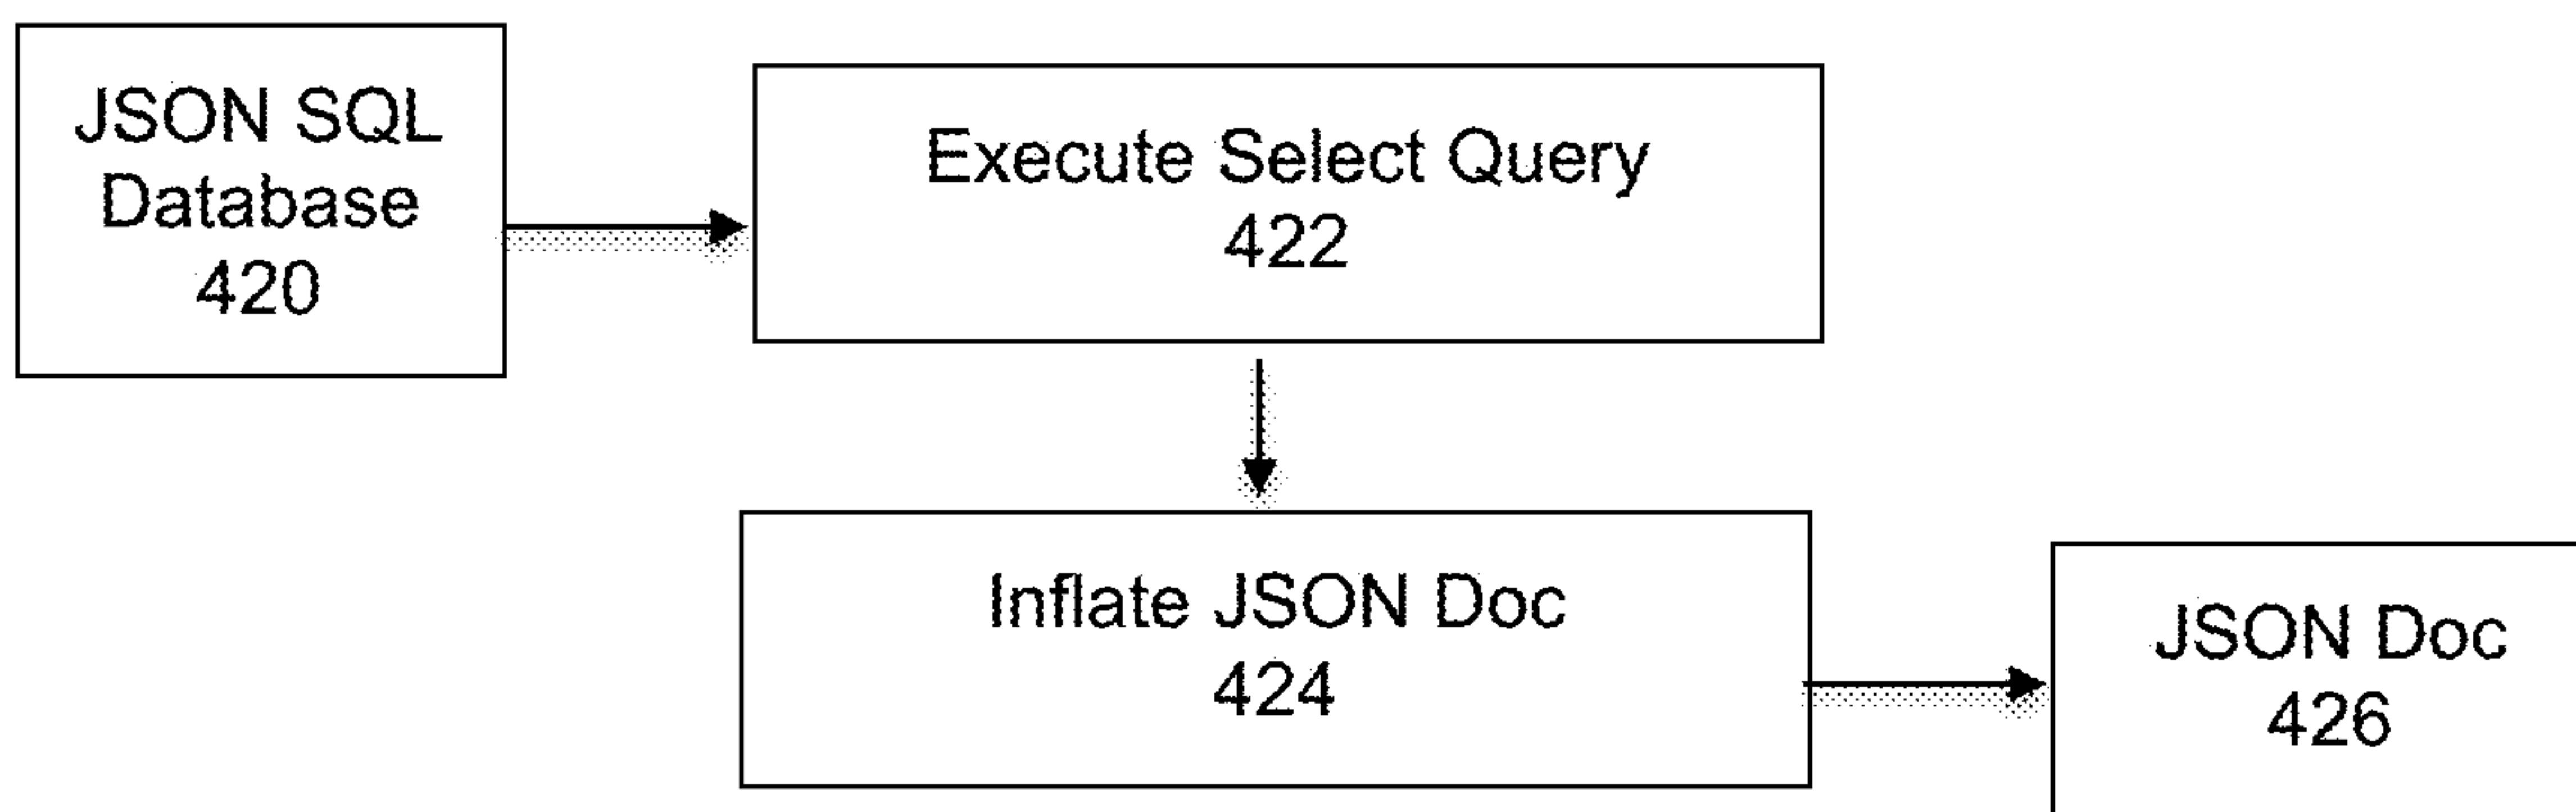 JSON SQL
Database
420
Execute Select Query
422
Inflate JSON Doc
424
JSON Doc
426